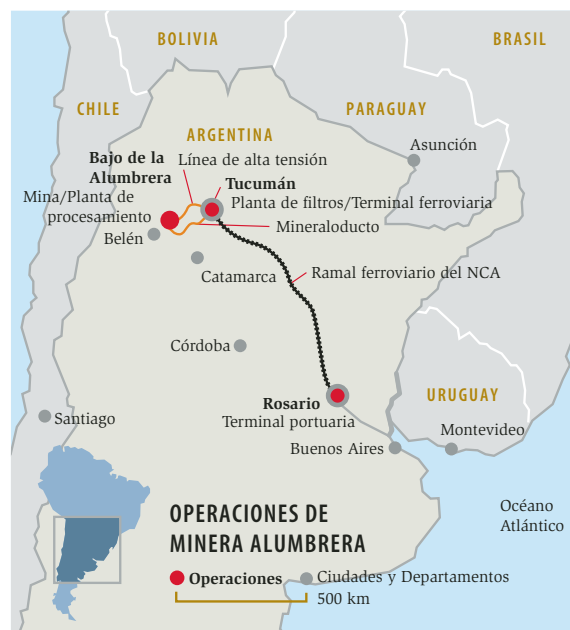 BOLIVIA
BRASIL
CHILE
PARAGUAY
ARGENTINA
Asunción
Bajo de la
Alumbrera
Línea de alta tensión
Mina/Planta de
procesamiento
Tucumán
Planta de filtros/Terminal ferroviaria
Mineraloducto
Belén
Catamarca
Ramal ferroviario del NCA
Córdoba
Rosario
Terminal portuaria
URUGUAY
Santiago
Montevideo
Buenos Aires
Océano
Atlántico
OPERACIONES DE
MINERA ALUMBRERA
Operaciones
Ciudades y Departamentos
500 km